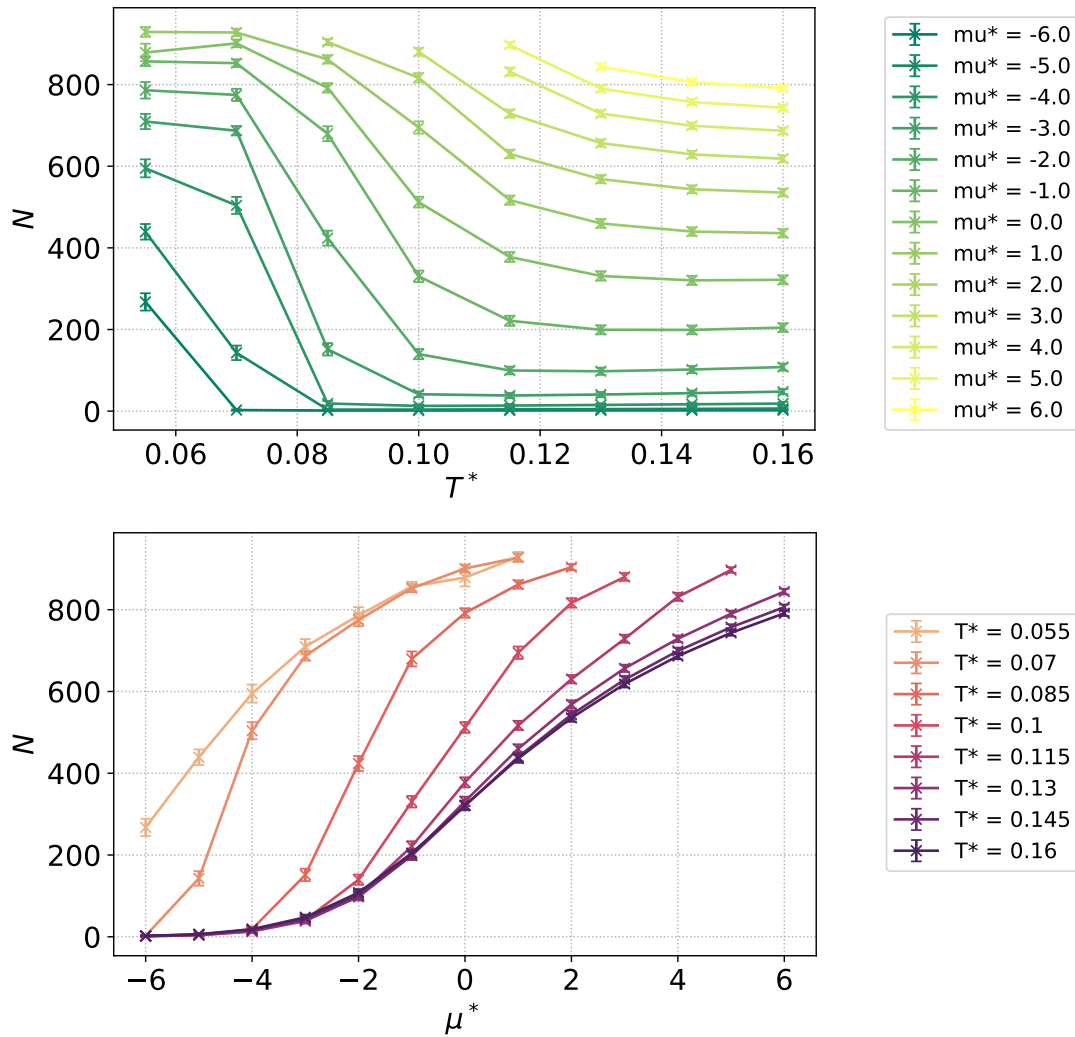 800
600
400
200
0
N
0.06 0.08 0.10 0.12 0.14 0.16
T*
mu* = -6.0
mu* = -5.0
mu* = -4.0
mu* = -3.0
mu* = -2.0
mu* = -1.0
mu* = 0.0
mu* = 1.0
mu* = 2.0
mu* = 3.0
mu* = 4.0
mu* = 5.0
mu* = 6.0
800
600
400
200
0
N
−6 −4 −2 0 2 4 6
μ*
T* = 0.055
T* = 0.07
T* = 0.085
T* = 0.1
T* = 0.115
T* = 0.13
T* = 0.145
T* = 0.16